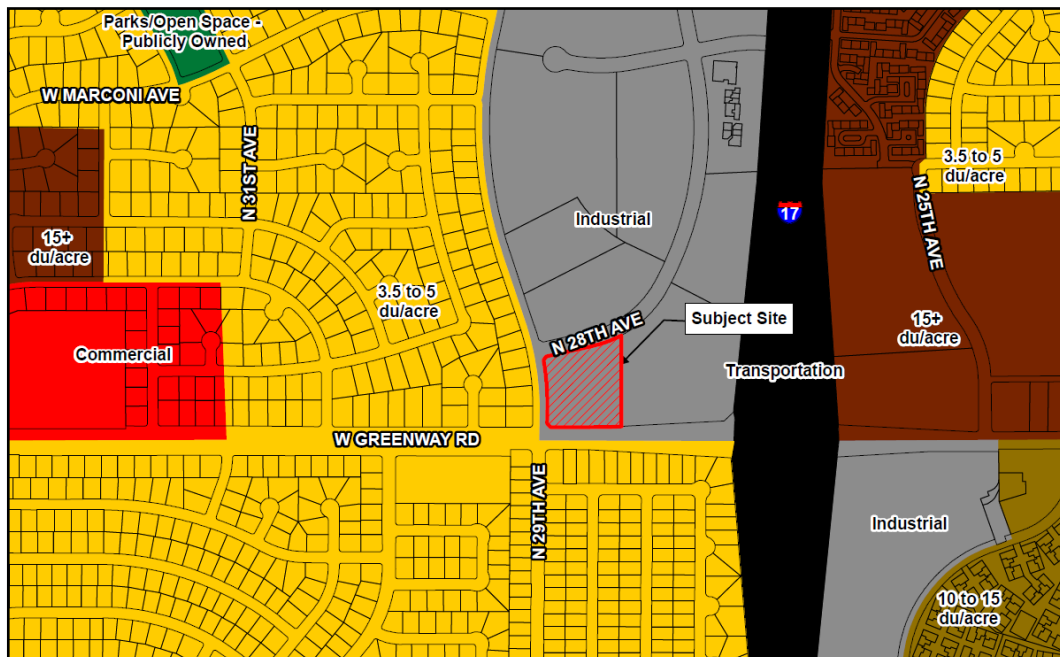 Parks/Open Space -
Publicly Owned
W MARCONI AVE
N 31ST AVE
3.5 to 5
du/acre
N 25TH AVE
17
Industrial
15+
du/acre
3.5 to 5
du/acre
Subject Site
N 28TH AVE
15+
du/acre
Commercial
Transportation
W GREENWAY RD
N 29TH AVE
Industrial
10 to 15
du/acre